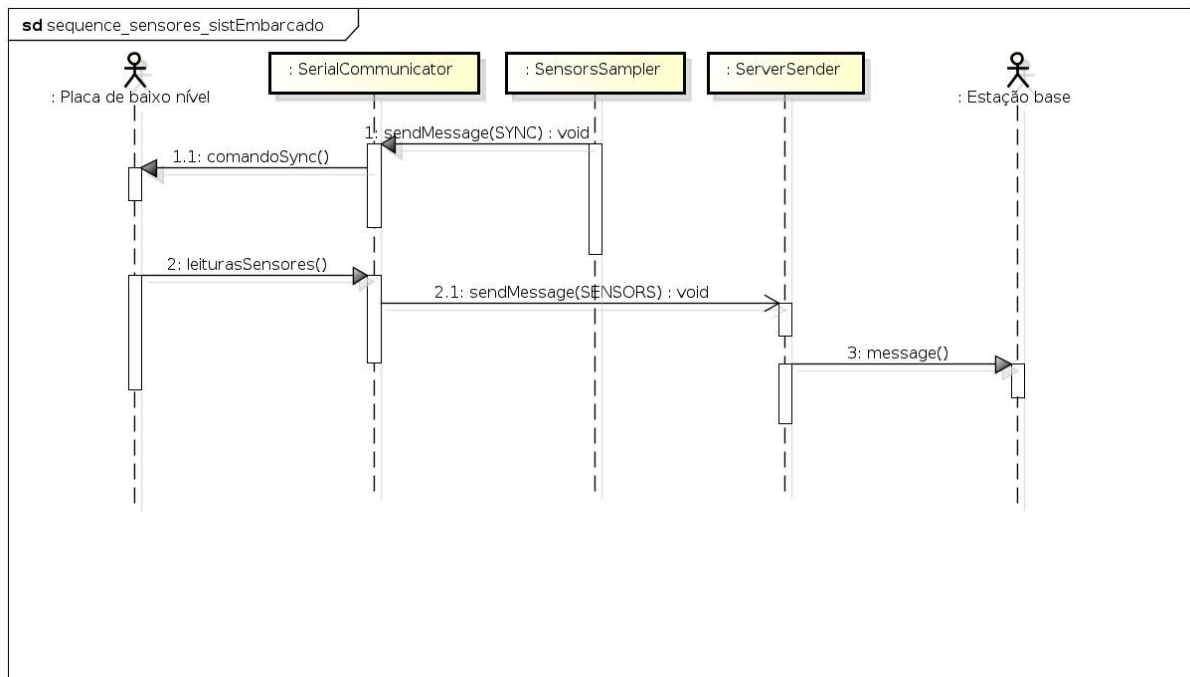 sd sequence_sensores_sistEmbarcado
: Placa de baixo nível
: SerialCommunicator
: SensorsSampler
: ServerSender
: Estação base
1: sendMessage(SYNC) : void
1.1: comandoSync()
2: leiturasSensores()
2.1: sendMessage(SENSORS) : void
3: message()